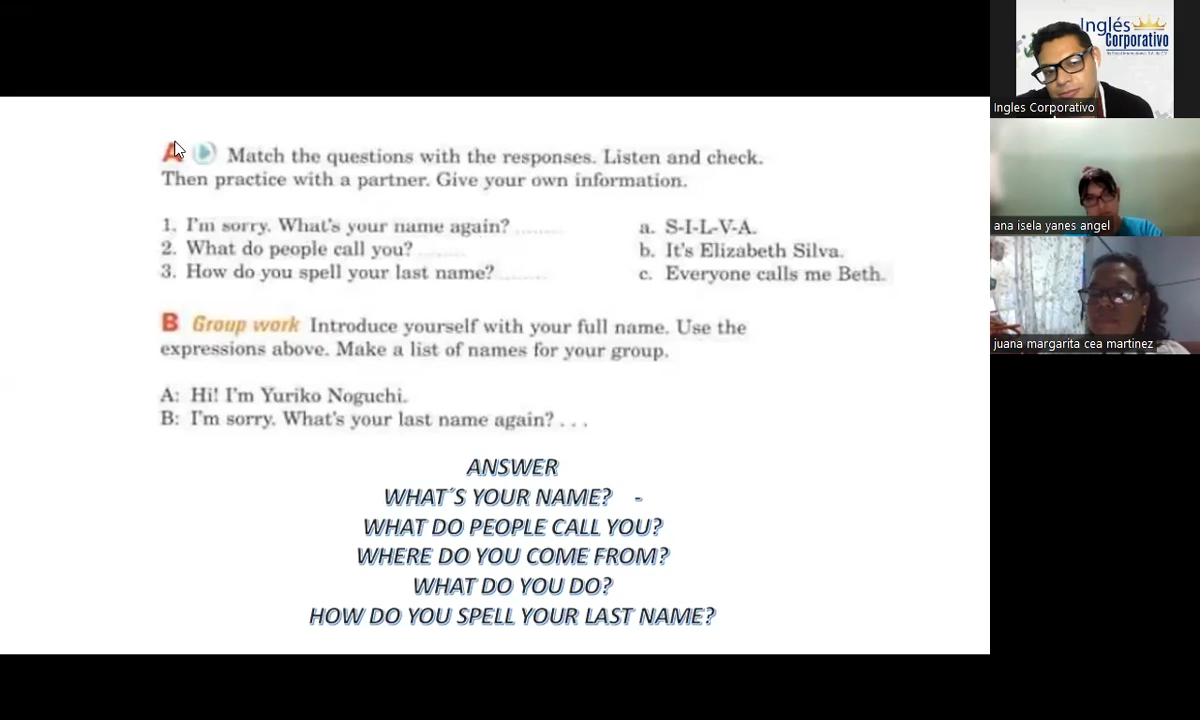 A Match the questions with the responses. Listen and check.
Then practice with a partner. Give your own information.
1. I'm sorry. What's your name again? ........
2. What do people call you? ........
3. How do you spell your last name? ........
a. S-I-L-V-A.
b. It's Elizabeth Silva.
c. Everyone calls me Beth.
B Group work Introduce yourself with your full name. Use the
expressions above. Make a list of names for your group.
A: Hi! I'm Yuriko Noguchi.
B: I'm sorry. What's your last name again? . . .
ANSWER
WHAT´S YOUR NAME? -
WHAT DO PEOPLE CALL YOU?
WHERE DO YOU COME FROM?
WHAT DO YOU DO?
HOW DO YOU SPELL YOUR LAST NAME?
Inglés
Corporativo
Ingles Corporativo
ana isela yanes angel
juana margarita cea martinez